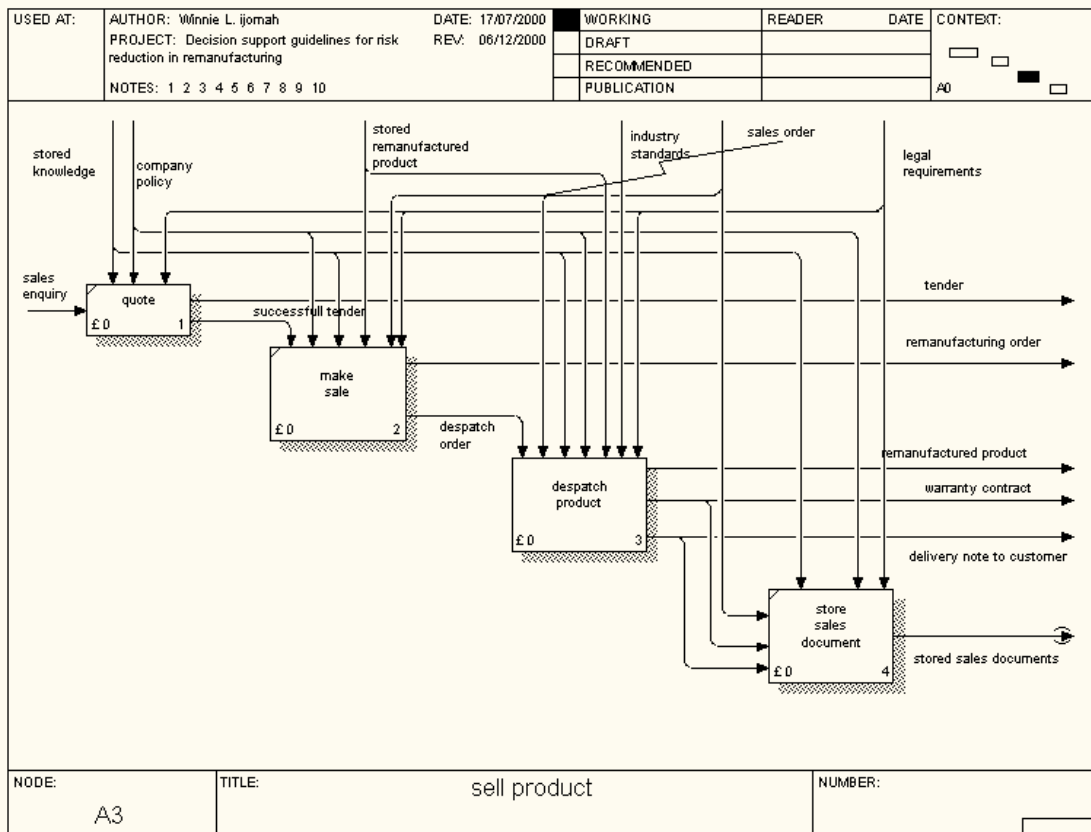 USED AT:
AUTHOR: Winnie L. ijomah
DATE: 17/07/2000
WORKING
READER
DATE
CONTEXT:
PROJECT: Decision support guidelines for risk
REV: 06/12/2000
DRAFT
reduction in remanufacturing
RECOMMENDED
NOTES: 1 2 3 4 5 6 7 8 9 10
PUBLICATION
A0
stored
knowledge
company
policy
stored
remanufactured
product
industry
standards
sales order
legal
requirements
sales
enquiry
quote
£ 0
1
successfull tender
tender
make
sale
£ 0
2
remanufacturing order
despatch
order
despatch
product
£ 0
3
remanufactured product
warranty contract
delivery note to customer
store
sales
document
£ 0
4
stored sales documents
NODE:
A3
TITLE:
sell product
NUMBER: